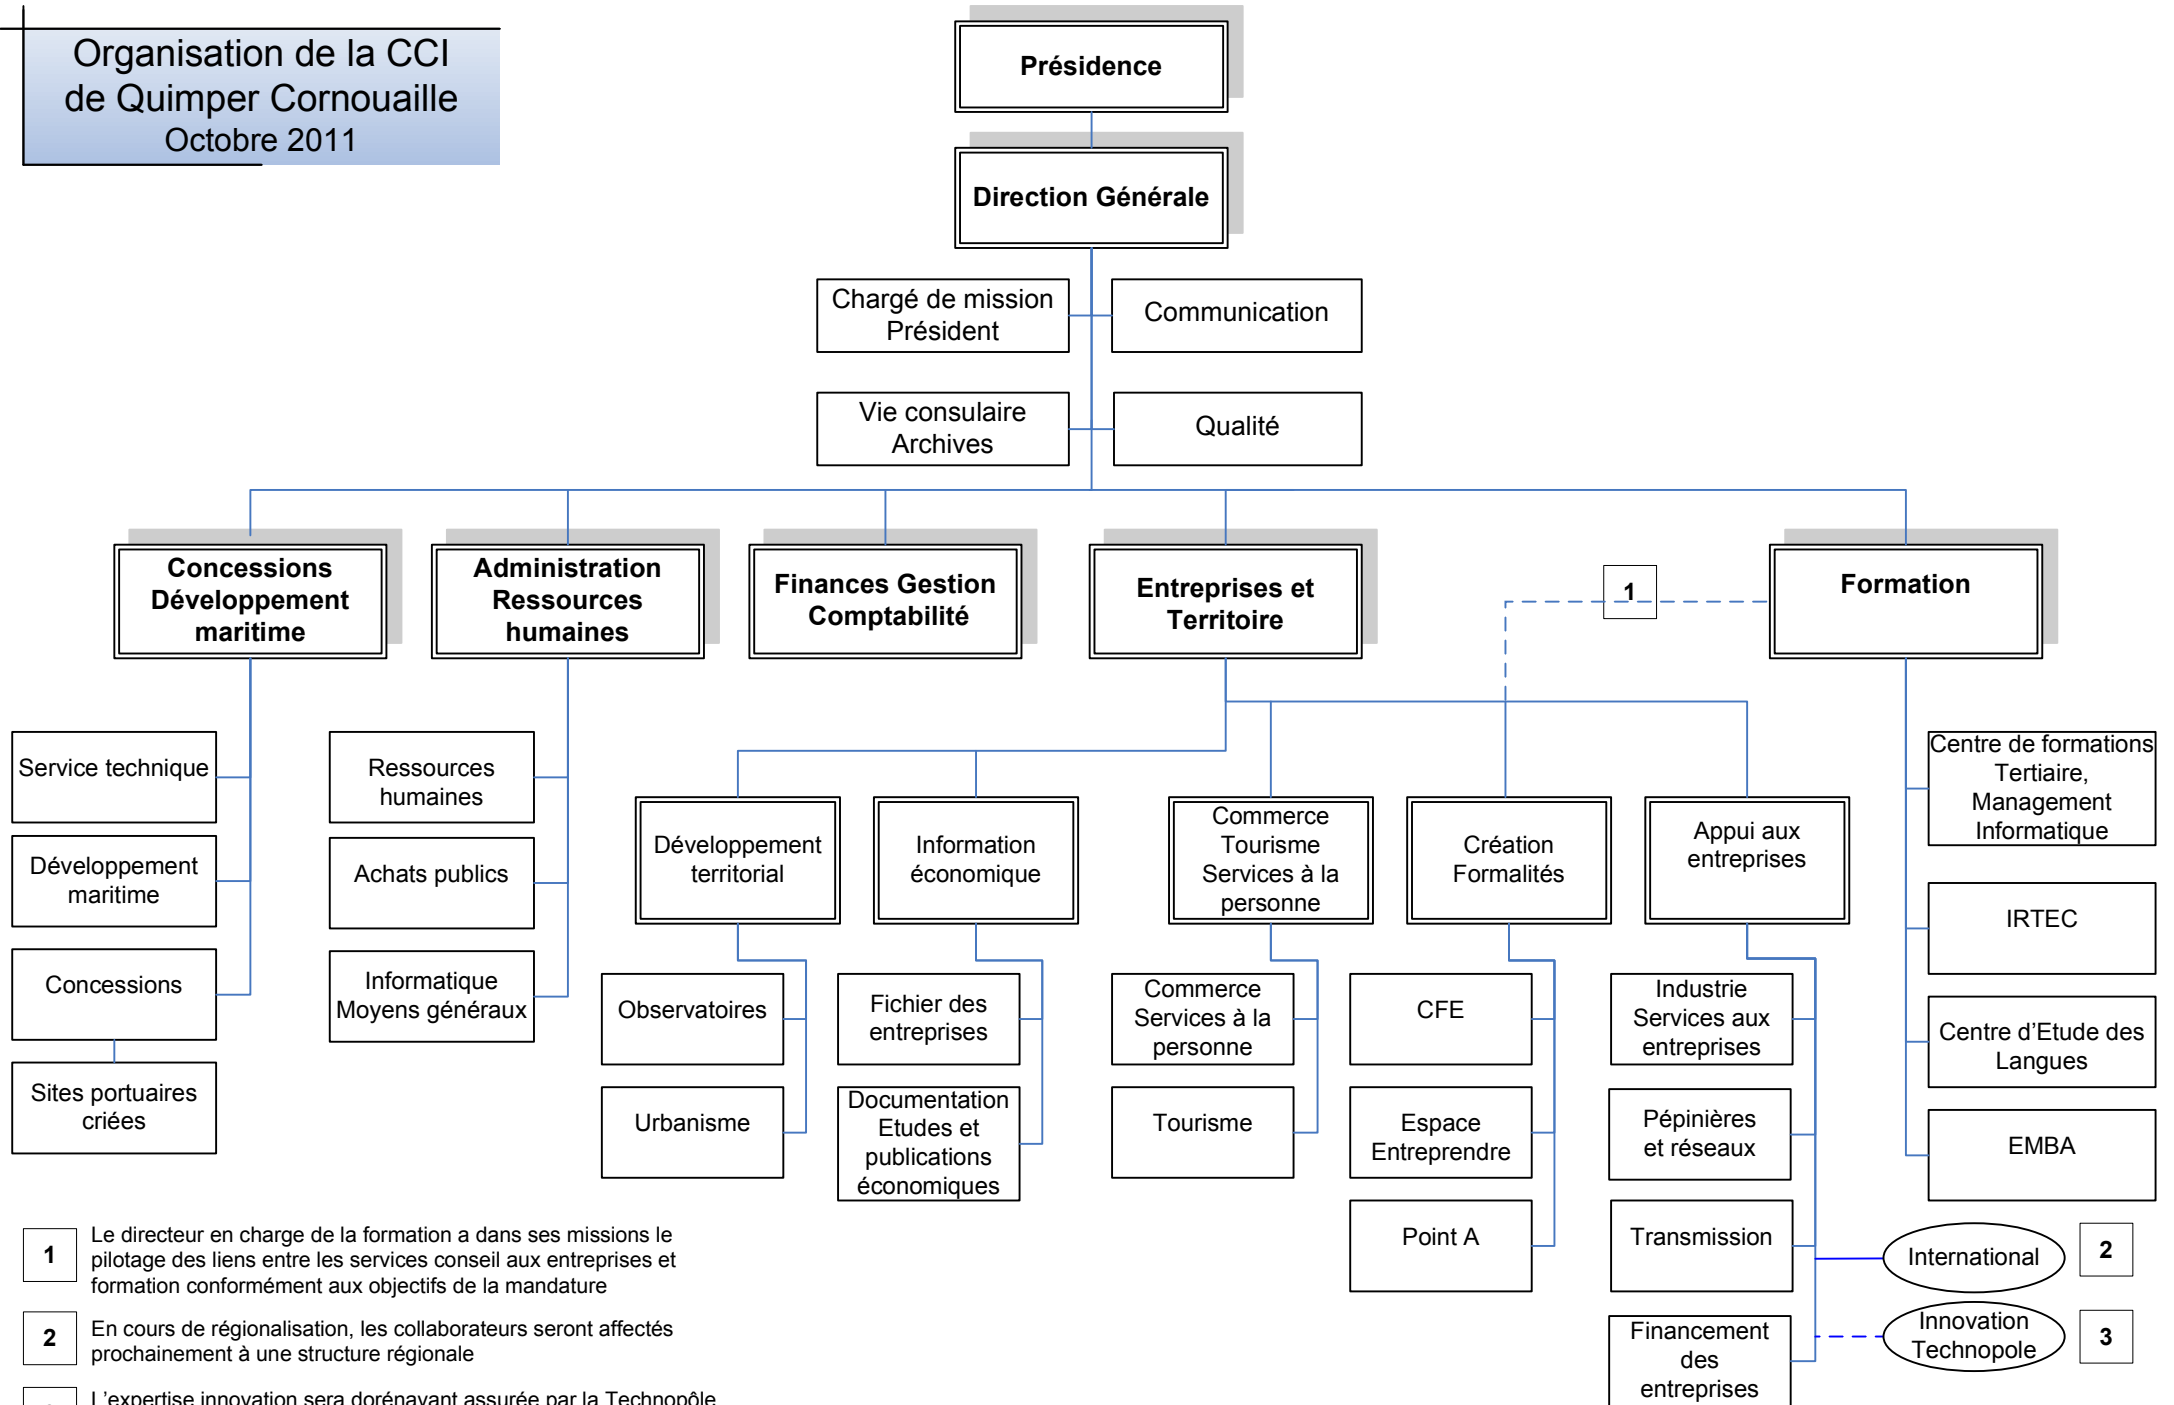 Organisation de la CCI
de Quimper Cornouaille
Octobre 2011
Présidence
Direction Générale
Chargé de mission
Président
Communication
Vie consulaire
Archives
Qualité
Concessions
Développement
maritime
Administration
Ressources
humaines
Finances Gestion
Comptabilité
Entreprises et
Territoire
1
Formation
Service technique
Développement
maritime
Concessions
Sites portuaires
criées
Ressources
humaines
Achats publics
Informatique
Moyens généraux
Développement
territorial
Observatoires
Urbanisme
Information
économique
Fichier des
entreprises
Documentation
Etudes et
publications
économiques
Commerce
Tourisme
Services à la
personne
Commerce
Services à la
personne
Tourisme
Création
Formalités
CFE
Espace
Entreprendre
Point A
Appui aux
entreprises
Industrie
Services aux
entreprises
Pépinières
et réseaux
Transmission
Financement
des
entreprises
International
2
Innovation
Technopole
3
Centre de formations
Tertiaire,
Management
Informatique
IRTEC
Centre d'Etude des
Langues
EMBA
1
Le directeur en charge de la formation a dans ses missions le
pilotage des liens entre les services conseil aux entreprises et
formation conformément aux objectifs de la mandature
2
En cours de régionalisation, les collaborateurs seront affectés
prochainement à une structure régionale
L'expertise innovation sera dorénavant assurée par la Technopôle